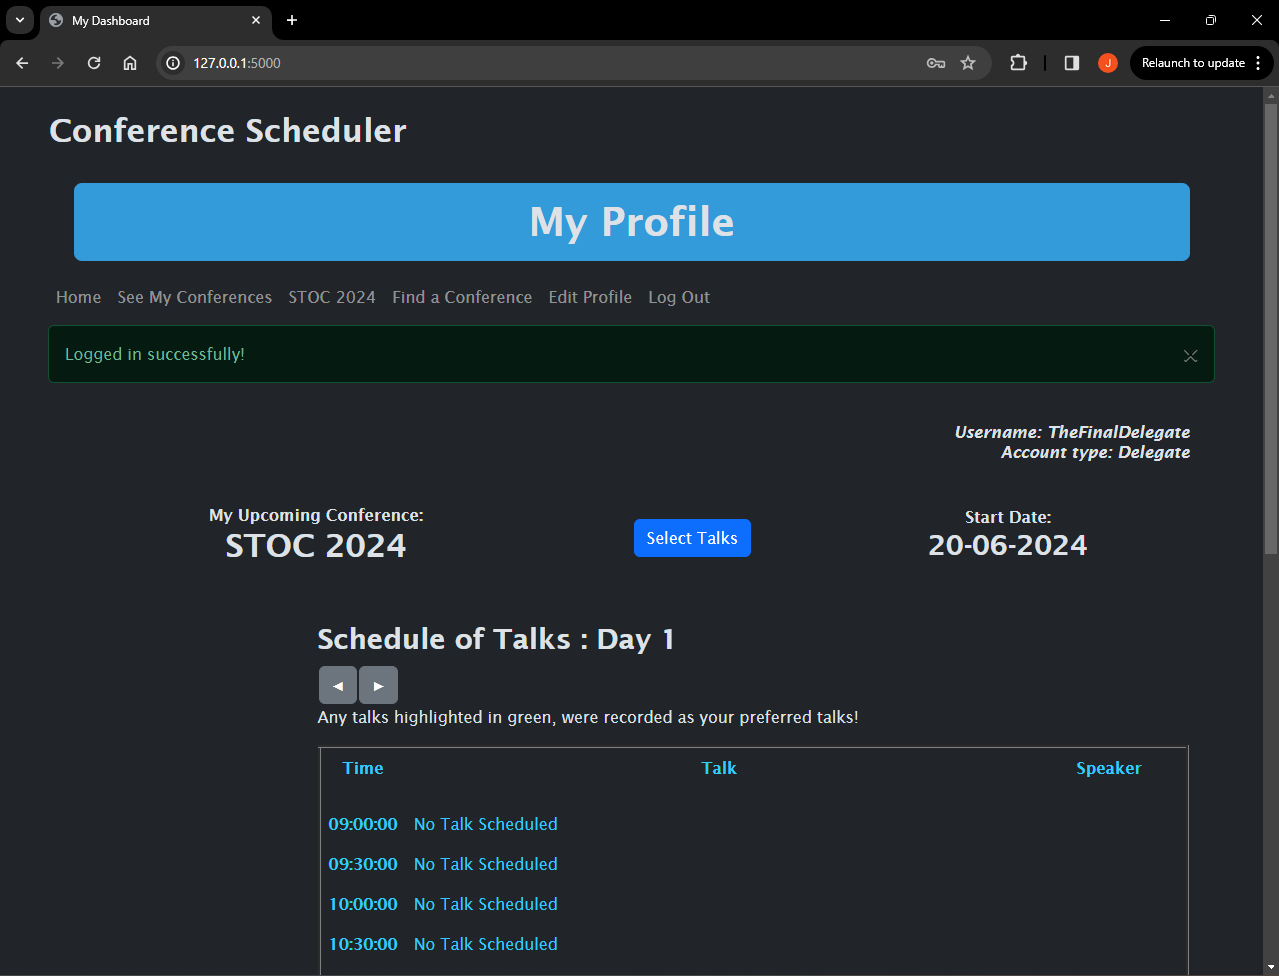 My Dashboard
127.0.0.1:5000
J
Relaunch to update
Conference Scheduler
My Profile
Home See My Conferences STOC 2024 Find a Conference Edit Profile Log Out
Logged in successfully!
Username: TheFinalDelegate
Account type: Delegate
My Upcoming Conference:
STOC 2024
Select Talks
Start Date:
20-06-2024
Schedule of Talks : Day 1
Any talks highlighted in green, were recorded as your preferred talks!
Time Talk Speaker
09:00:00 No Talk Scheduled
09:30:00 No Talk Scheduled
10:00:00 No Talk Scheduled
10:30:00 No Talk Scheduled